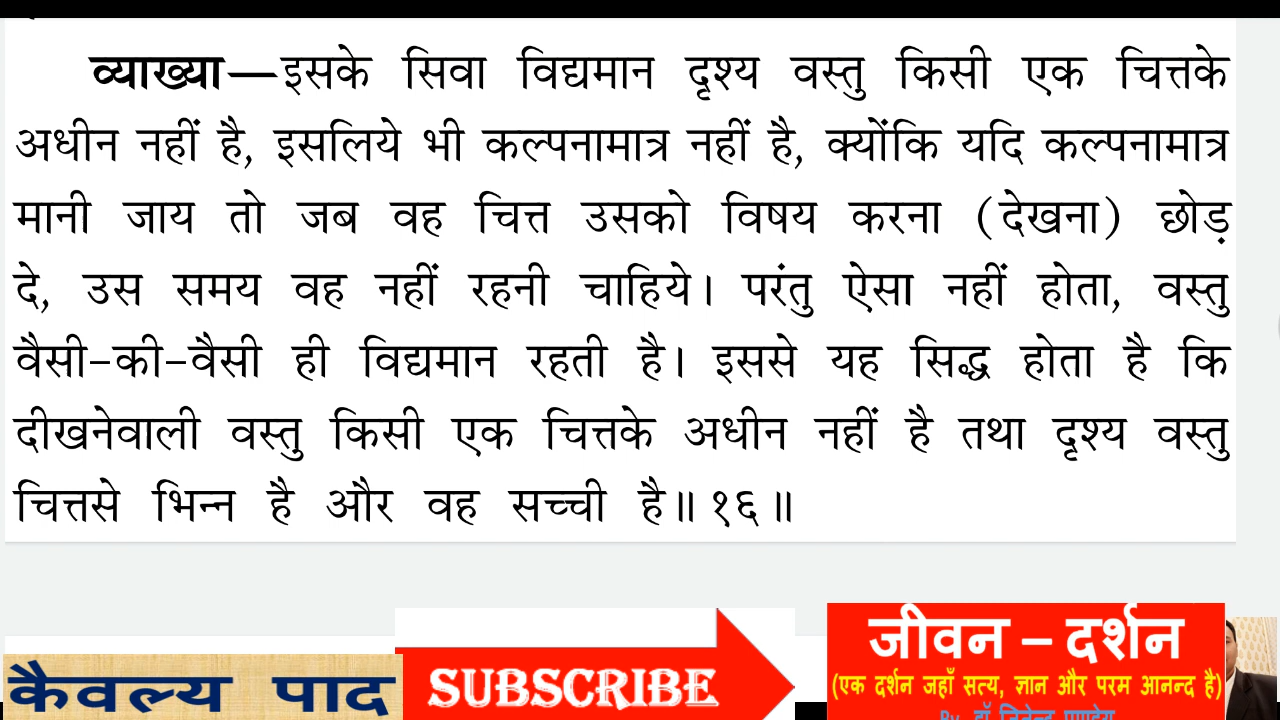 व्याख्या—इसके सिवा विद्यमान दृश्य वस्तु किसी एक चित्तके
अधीन नहीं है, इसलिये भी कल्पनामात्र नहीं है, क्योंकि यदि कल्पनामात्र
मानी जाय तो जब वह चित्त उसको विषय करना (देखना) छोड़
दे, उस समय वह नहीं रहनी चाहिये। परंतु ऐसा नहीं होता, वस्तु
वैसी-की-वैसी ही विद्यमान रहती है। इससे यह सिद्ध होता है कि
दीखनेवाली वस्तु किसी एक चित्तके अधीन नहीं है तथा दृश्य वस्तु
चित्तसे भिन्न है और वह सच्ची है॥ १६॥
कैवल्य पाद
SUBSCRIBE
जीवन – दर्शन
(एक दर्शन जहाँ सत्य, ज्ञान और परम आनन्द है)
By डॉ